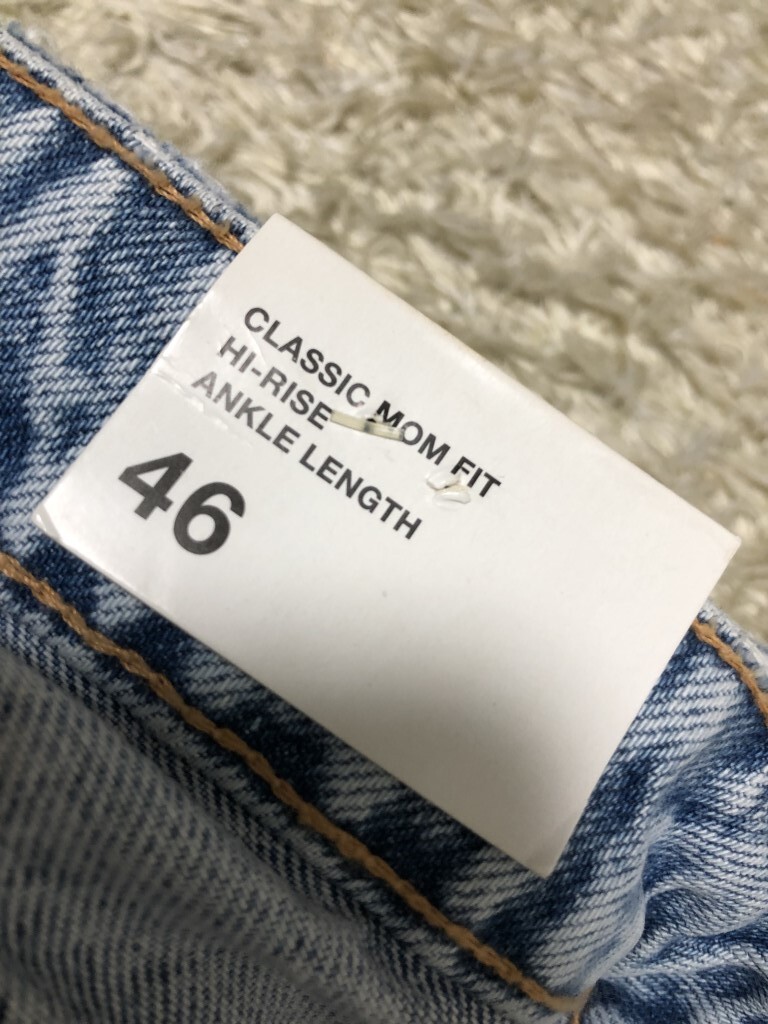 CLASSIC MOM FIT
HI-RISE
ANKLE LENGTH
46